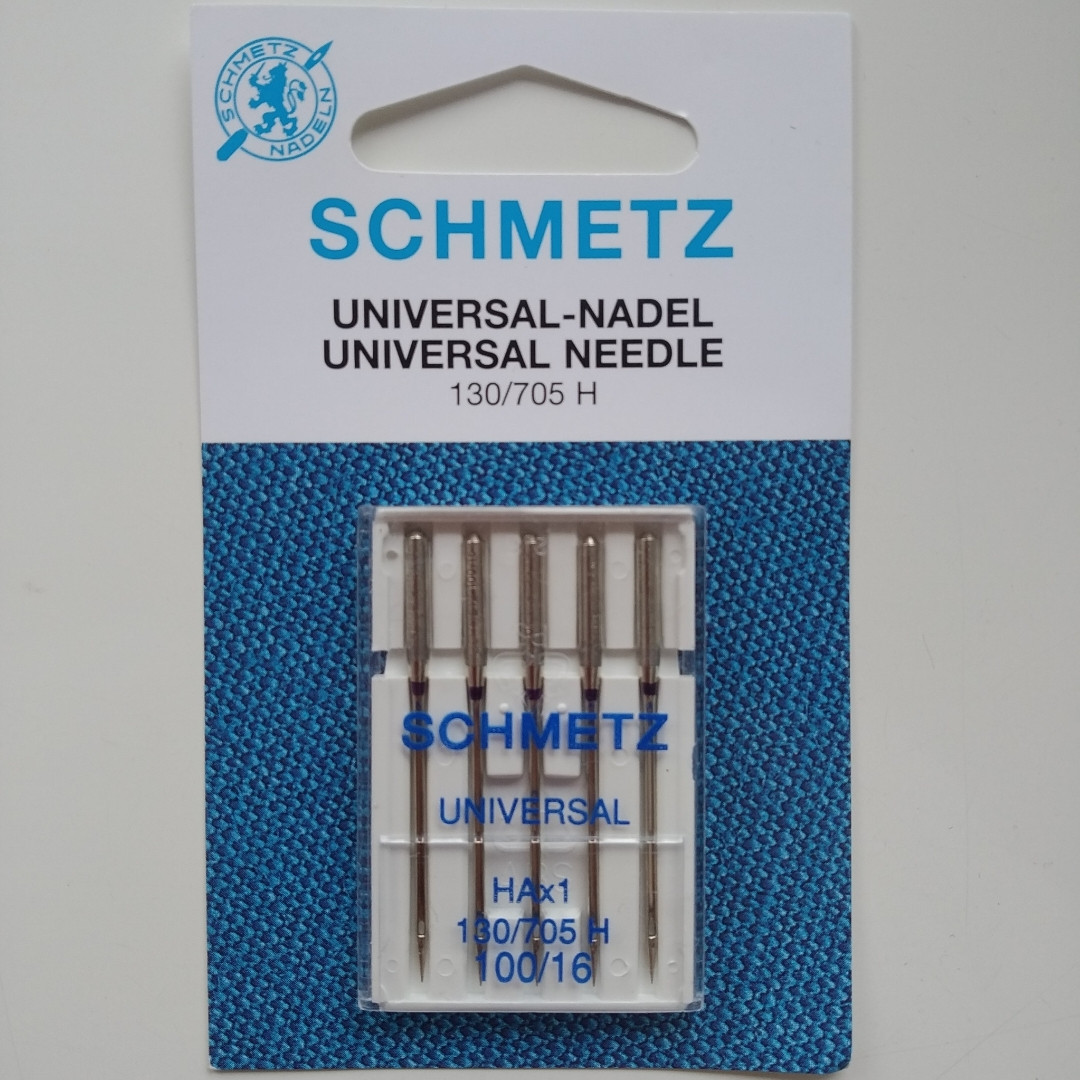 SCHMETZ
NADELN
SCHMETZ
UNIVERSAL-NADEL
UNIVERSAL NEEDLE
130/705 H
SCHMETZ
UNIVERSAL
HAx1
130/705 H
100/16